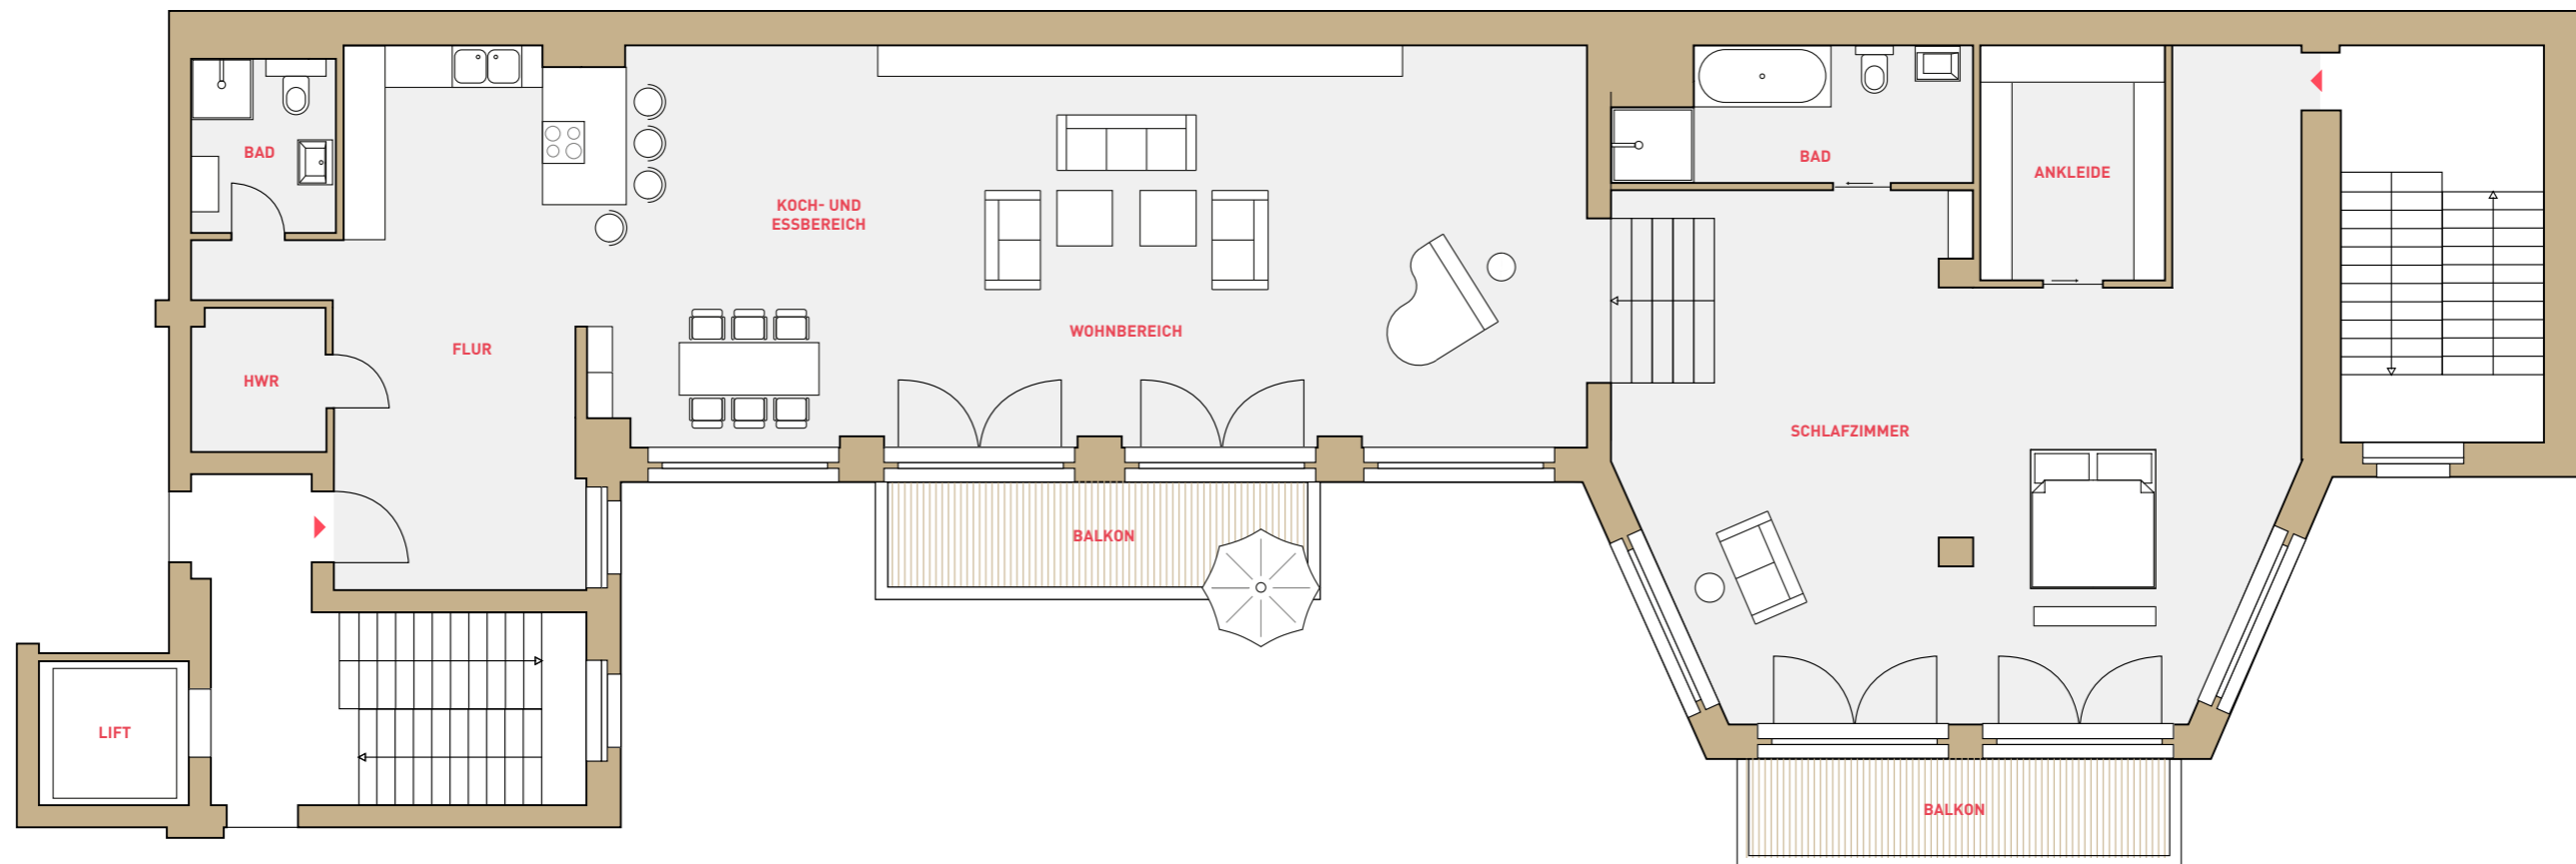 BAD
KOCH- UND
ESSBEREICH
BAD
ANKLEIDE
FLUR
WOHNBEREICH
HWR
SCHLAFZIMMER
BALKON
LIFT
BALKON